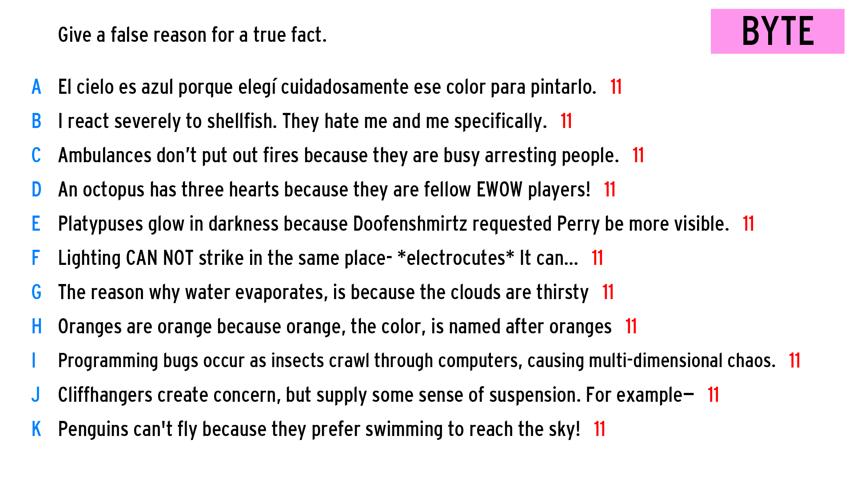 Give a false reason for a true fact.
BYTE
A El cielo es azul porque elegí cuidadosamente ese color para pintarlo. 11
B I react severely to shellfish. They hate me and me specifically. 11
C Ambulances don't put out fires because they are busy arresting people. 11
D An octopus has three hearts because they are fellow EWOW players! 11
E Platypuses glow in darkness because Doofenshmirtz requested Perry be more visible. 11
F Lighting CAN NOT strike in the same place- *electrocutes* It can... 11
G The reason why water evaporates, is because the clouds are thirsty 11
H Oranges are orange because orange, the color, is named after oranges 11
I Programming bugs occur as insects crawl through computers, causing multi-dimensional chaos. 11
J Cliffhangers create concern, but supply some sense of suspension. For example— 11
K Penguins can't fly because they prefer swimming to reach the sky! 11